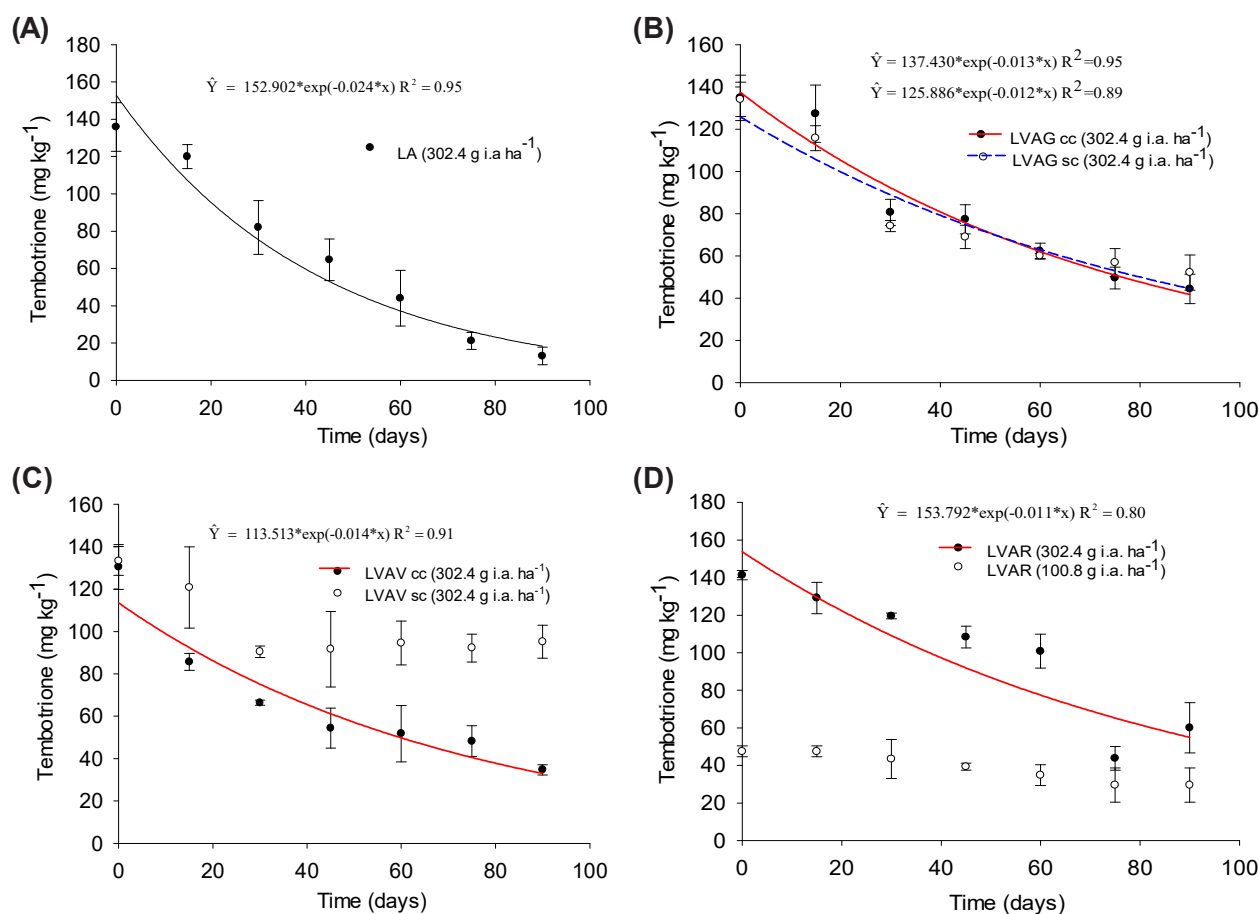 (A)
180
160
140
120
100
80
60
40
20
0
Tembotrione (mg kg⁻¹)
Ŷ = 152.902*exp(-0.024*x) R² = 0.95
LA (302.4 g i.a ha⁻¹)
0 20 40 60 80 100
Time (days)
(B)
160
140
120
100
80
60
40
20
0
Tembotrione (mg kg⁻¹)
Ŷ = 137.430*exp(-0.013*x) R²=0.95
Ŷ = 125.886*exp(-0.012*x) R²=0.89
LVAG cc (302.4 g i.a. ha⁻¹)
LVAG sc (302.4 g i.a. ha⁻¹)
0 20 40 60 80 100
Time (days)
(C)
160
140
120
100
80
60
40
20
0
Tembotrione (mg kg⁻¹)
Ŷ = 113.513*exp(-0.014*x) R² = 0.91
LVAV cc (302.4 g i.a. ha⁻¹)
LVAV sc (302.4 g i.a. ha⁻¹)
0 20 40 60 80 100
Time (days)
(D)
180
160
140
120
100
80
60
40
20
0
Tembotrione (mg kg⁻¹)
Ŷ = 153.792*exp(-0.011*x) R² = 0.80
LVAR (302.4 g i.a. ha⁻¹)
LVAR (100.8 g i.a. ha⁻¹)
0 20 40 60 80 100
Time (days)